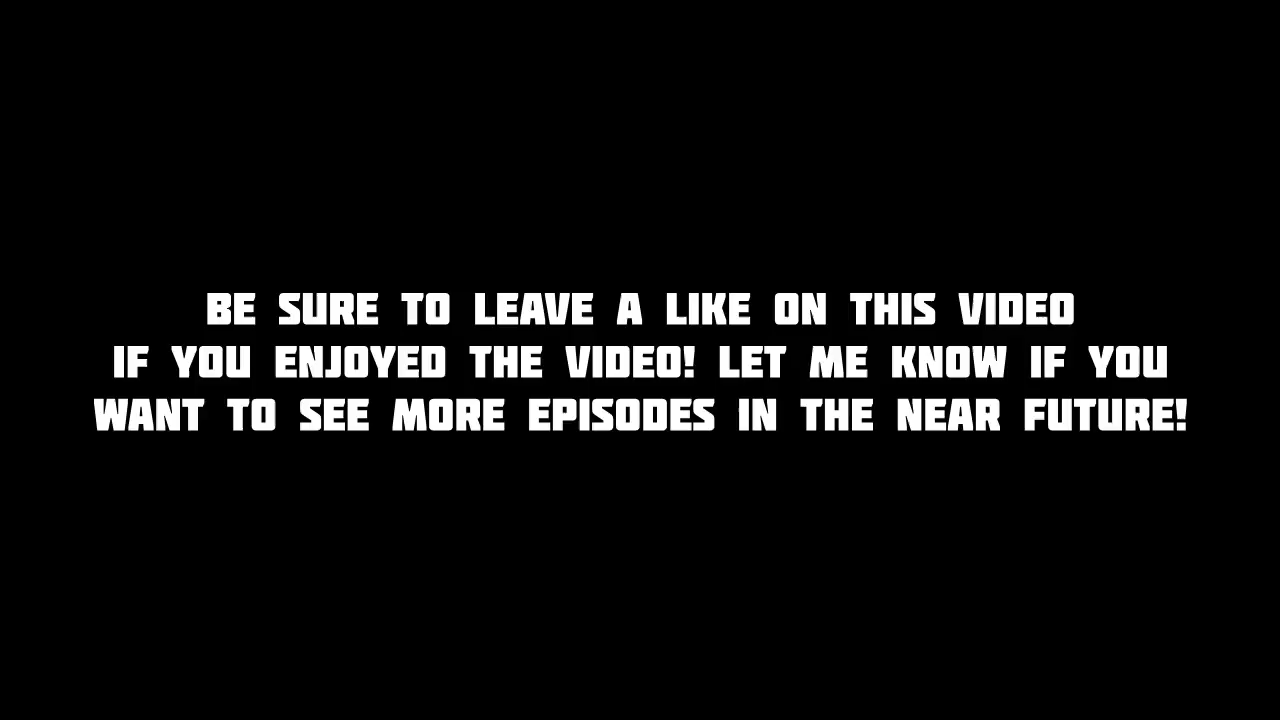 BE SURE TO LEAVE A LIKE ON THIS VIDEO
IF YOU ENJOYED THE VIDEO! LET ME KNOW IF YOU
WANT TO SEE MORE EPISODES IN THE NEAR FUTURE!